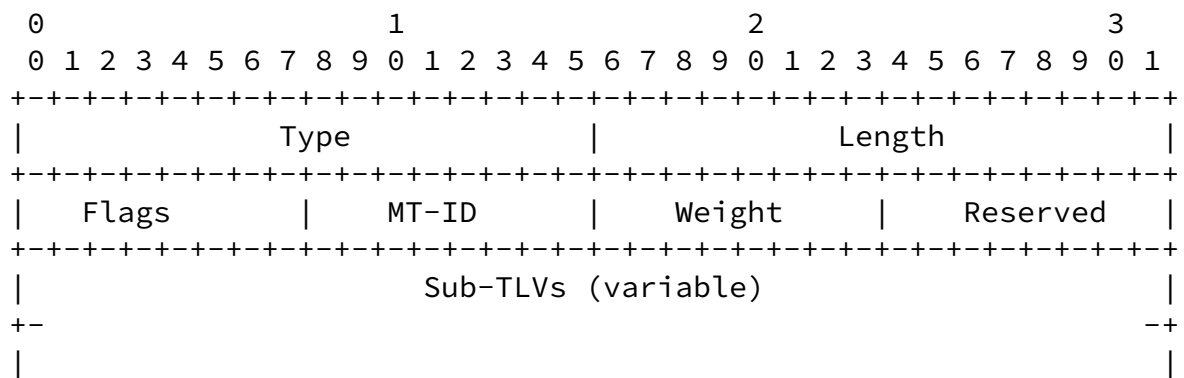 0                   1                   2                   3
 0 1 2 3 4 5 6 7 8 9 0 1 2 3 4 5 6 7 8 9 0 1 2 3 4 5 6 7 8 9 0 1
+-+-+-+-+-+-+-+-+-+-+-+-+-+-+-+-+-+-+-+-+-+-+-+-+-+-+-+-+-+-+-+-+
|              Type             |             Length            |
+-+-+-+-+-+-+-+-+-+-+-+-+-+-+-+-+-+-+-+-+-+-+-+-+-+-+-+-+-+-+-+-+
|   Flags       |    MT-ID      |    Weight     |    Reserved   |
+-+-+-+-+-+-+-+-+-+-+-+-+-+-+-+-+-+-+-+-+-+-+-+-+-+-+-+-+-+-+-+-+
|                      Sub-TLVs (variable)                      |
+-                                                             -+
|                                                               |